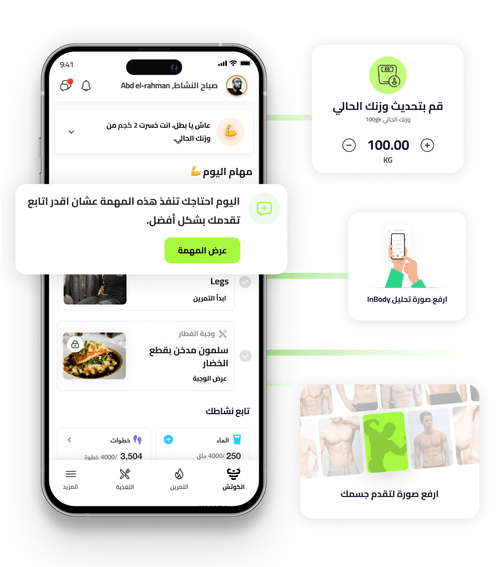 9:41
صباح النشاط, Abd el-rahman
عاش يا بطل، انت خسرت 2 كجم من
وزنك الحالي.
مهام اليوم 💪
اليوم احتاجك تنفذ هذه المهمة عشان اقدر اتابع
تقدمك بشكل أفضل.
عرض المهمة
Legs
ابدأ التمرين
وجبة الفطار
سلمون مدخن بقطع
الخضار
عرض الوجبة
تابع نشاطك
الماء
250 /4000 ملل
خطوات
3,504 /4000 خطوة
الكوتش
التمرين
التغذية
المزيد
قم بتحديث وزنك الحالي
وزنك الحالي 100gk
100.00
KG
ارفع صورة تحليل InBody
ارفع صورة لتقدم جسمك